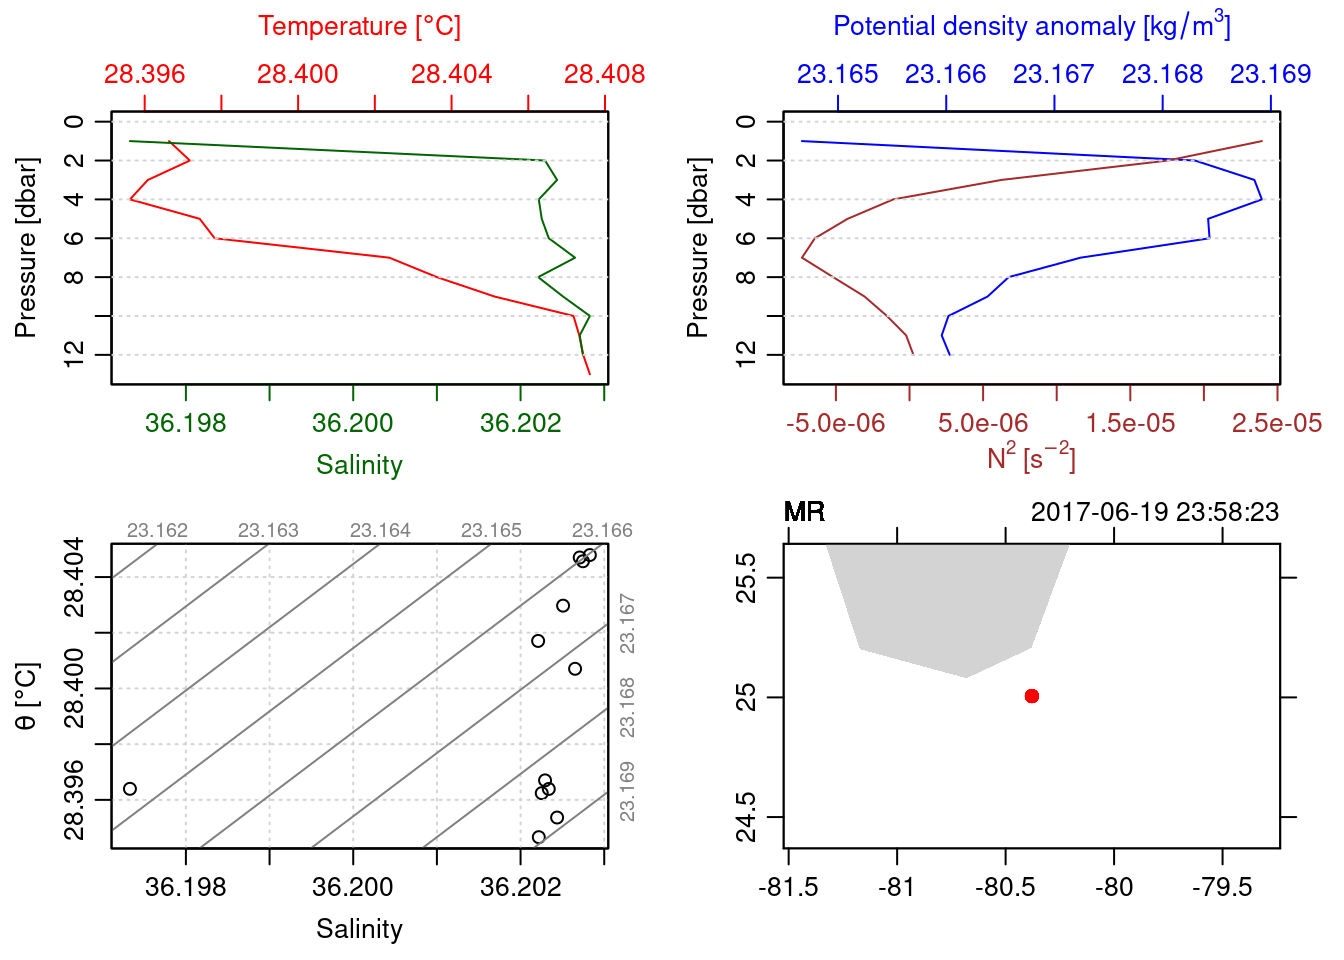 Temperature [°C]
28.396 28.400 28.404 28.408
0
2
4
6
8
12
Pressure [dbar]
36.198 36.200 36.202
Salinity
Potential density anomaly [kg/m³]
23.165 23.166 23.167 23.168 23.169
0
2
4
6
8
12
Pressure [dbar]
-5.0e-06 5.0e-06 1.5e-05 2.5e-05
N² [s⁻²]
23.162 23.163 23.164 23.165 23.166
28.404
28.400
28.396
θ [°C]
23.167
23.168
23.169
36.198 36.200 36.202
Salinity
MR 2017-06-19 23:58:23
25.5
25
24.5
-81.5 -81 -80.5 -80 -79.5